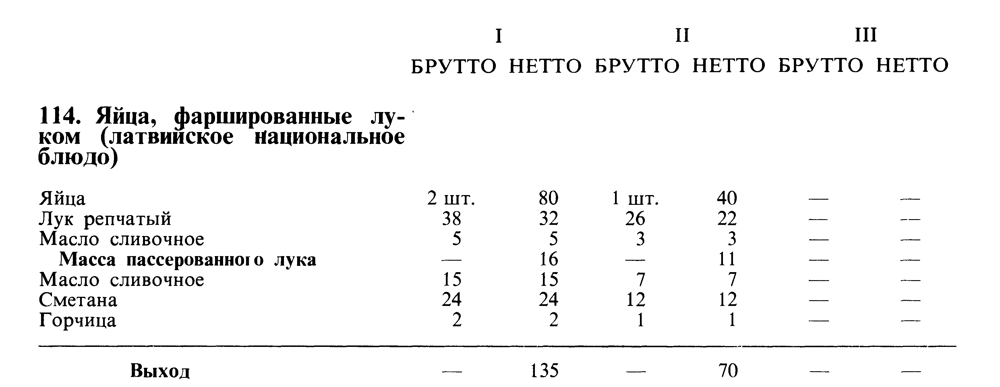 I II III
БРУТТО НЕТТО БРУТТО НЕТТО БРУТТО НЕТТО
114. Яйца, фаршированные лу-
ком (латвийское национальное
блюдо)
Яйца 2 шт. 80 1 шт. 40 — —
Лук репчатый 38 32 26 22 — —
Масло сливочное 5 5 3 3 — —
Масса пассерованного лука — 16 — 11 — —
Масло сливочное 15 15 7 7 — —
Сметана 24 24 12 12 — —
Горчица 2 2 1 1 — —
Выход — 135 — 70 — —